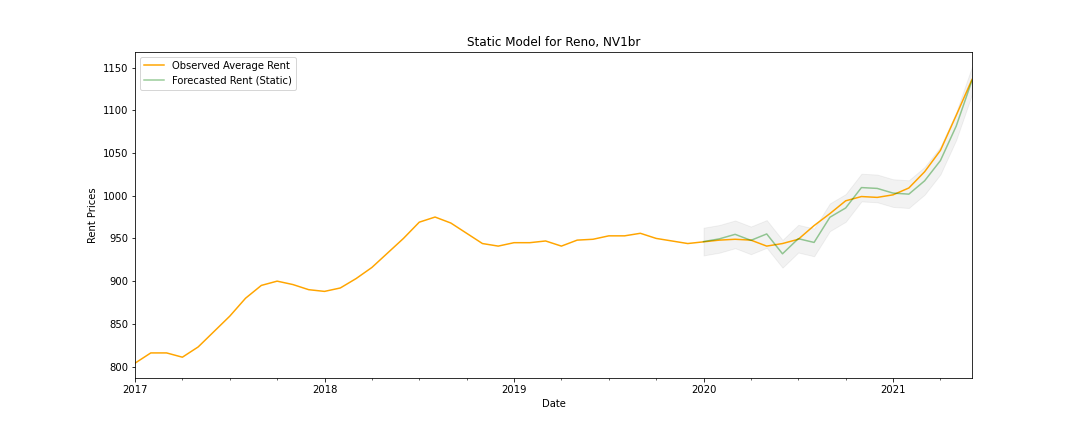 Static Model for Reno, NV1br
Observed Average Rent
Forecasted Rent (Static)
1150
1100
1050
1000
950
900
850
800
Rent Prices
2017
2018
2019
2020
2021
Date